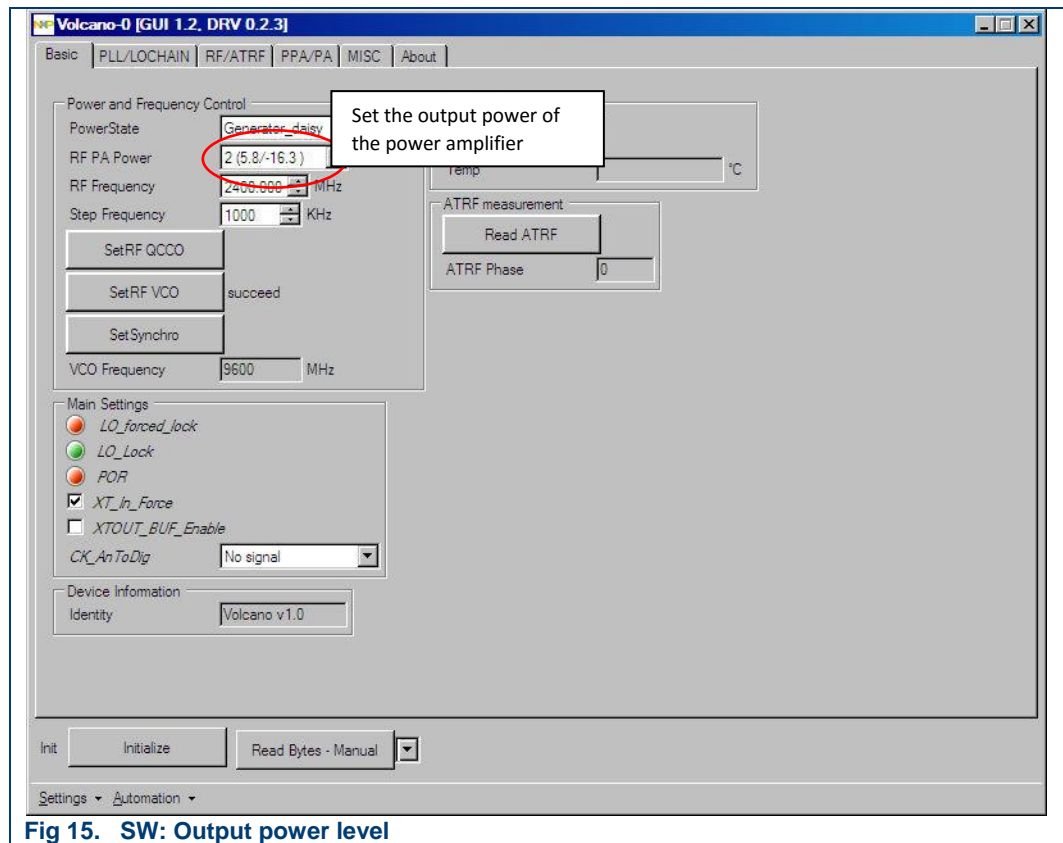 NXP Volcano-0 [GUI 1.2, DRV 0.2.3]
Basic PLL/LOCHAIN RF/ATRF PPA/PA MISC About
Power and Frequency Control
PowerState Generator_daisy
RF PA Power 2 (5.8/-16.3 )
RF Frequency 2400.000 MHz
Step Frequency 1000 KHz
SetRF QCCO
SetRF VCO succeed
SetSynchro
VCO Frequency 9600 MHz
Set the output power of
the power amplifier
Temp °C
ATRF measurement
Read ATRF
ATRF Phase 0
Main Settings
LO_forced_lock
LO_Lock
POR
XT_In_Force
XTOUT_BUF_Enable
CK_AnToDig No signal
Device Information
Identity Volcano v1.0
Init Initialize Read Bytes - Manual
Settings Automation
Fig 15. SW: Output power level